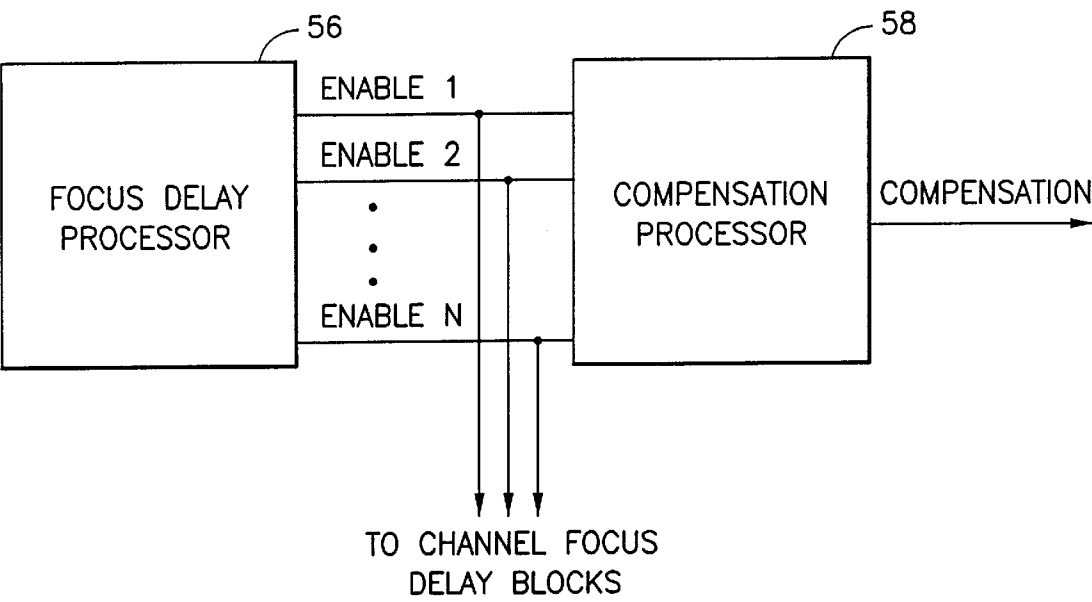 56
58
ENABLE 1
ENABLE 2
FOCUS DELAY
PROCESSOR
COMPENSATION
PROCESSOR
COMPENSATION
ENABLE N
TO CHANNEL FOCUS
DELAY BLOCKS